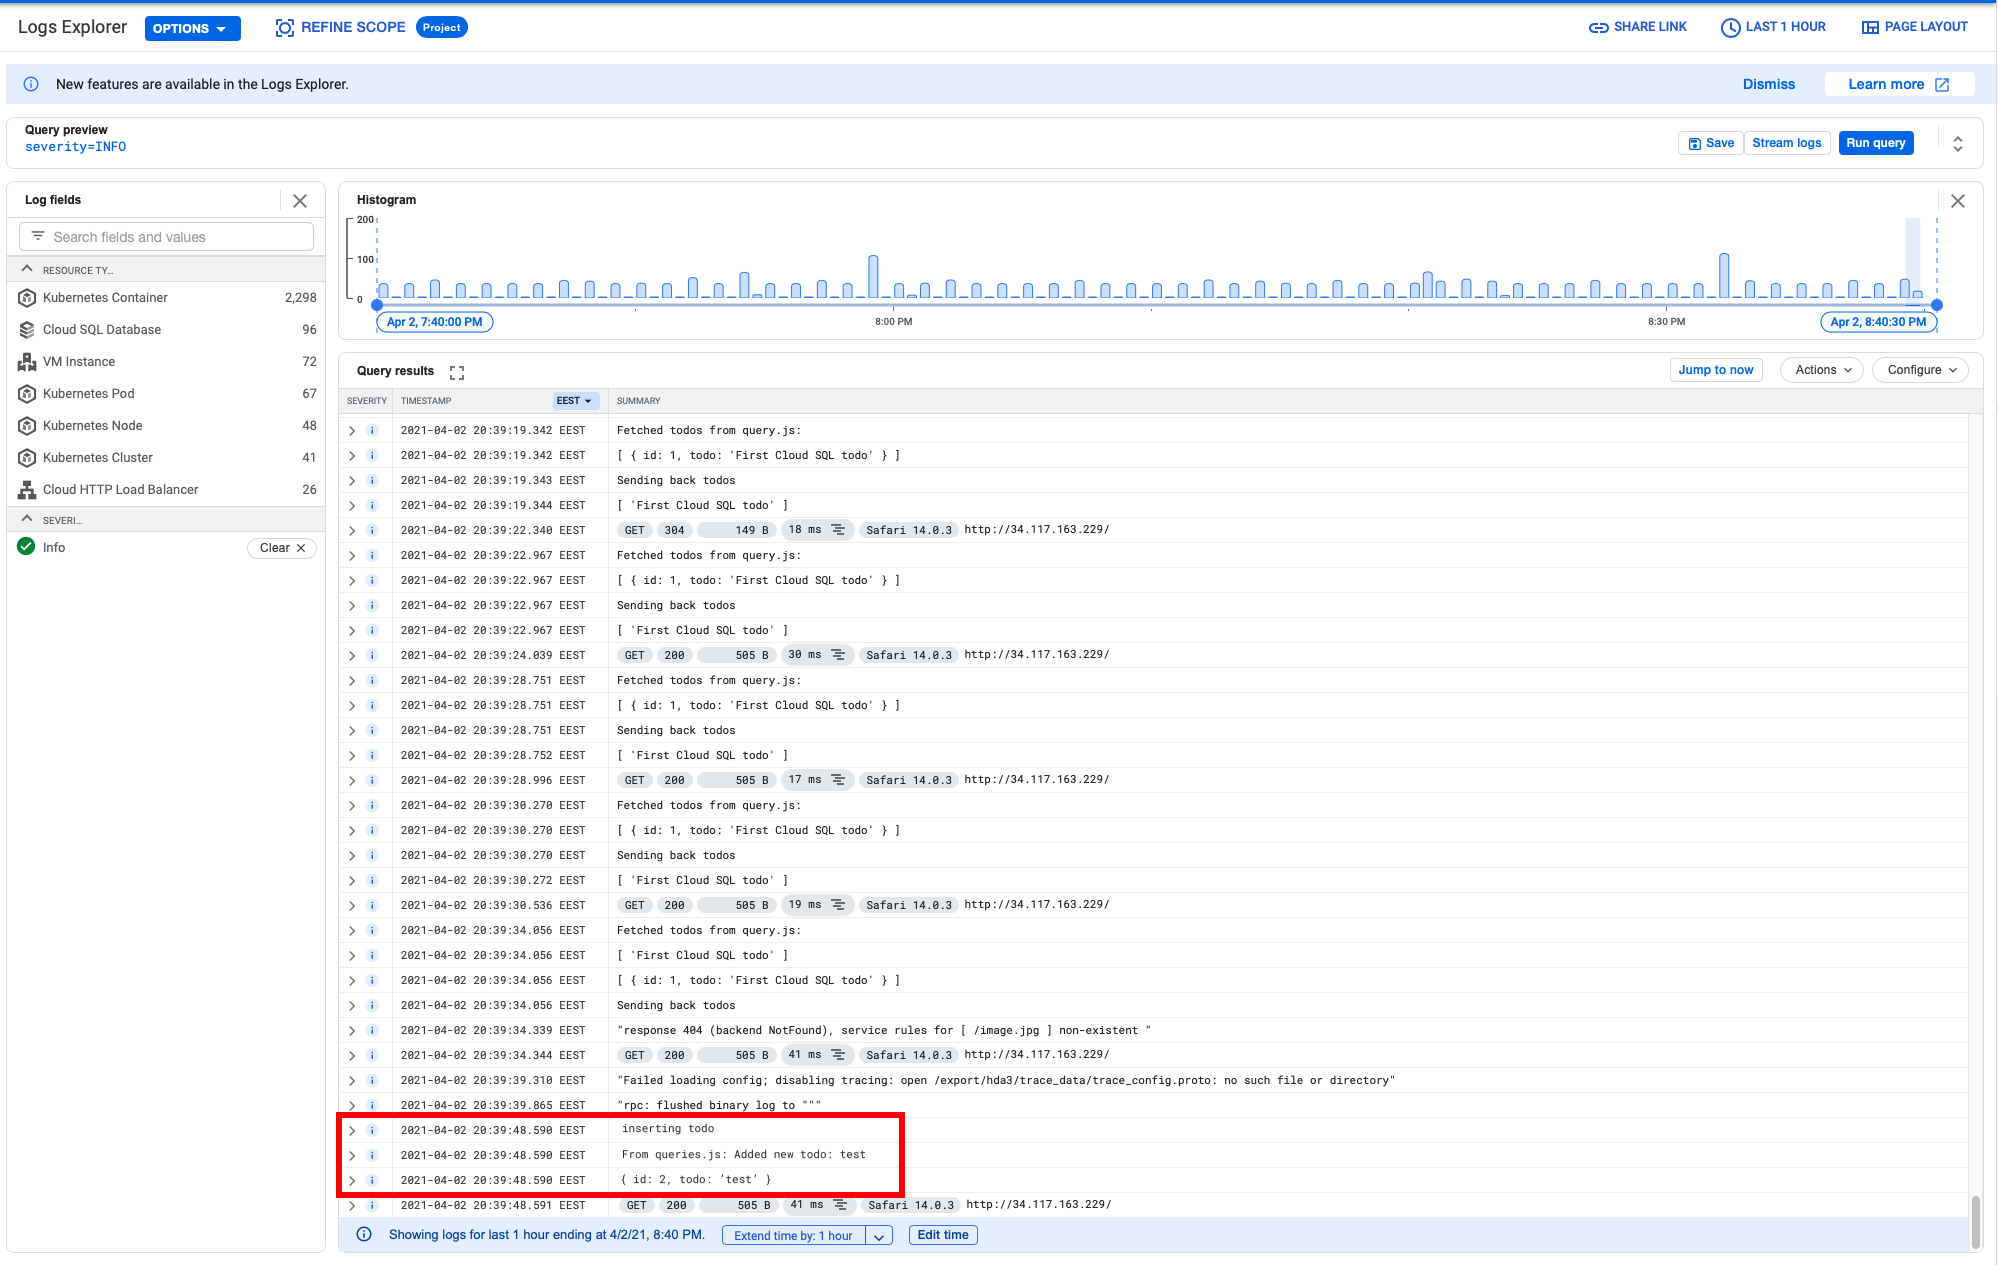 Logs Explorer OPTIONS REFINE SCOPE Project SHARE LINK LAST 1 HOUR PAGE LAYOUT
New features are available in the Logs Explorer. Dismiss Learn more
Query preview
severity=INFO
Save Stream logs Run query
Log fields
Search fields and values
RESOURCE TY...
Kubernetes Container 2,298
Cloud SQL Database 96
VM Instance 72
Kubernetes Pod 67
Kubernetes Node 48
Kubernetes Cluster 41
Cloud HTTP Load Balancer 26
SEVERI...
Info Clear
Histogram
200
100
0
Apr 2, 7:40:00 PM 8:00 PM 8:30 PM Apr 2, 8:40:30 PM
Query results Jump to now Actions Configure
SEVERITY TIMESTAMP EEST SUMMARY
2021-04-02 20:39:19.342 EEST Fetched todos from query.js:
2021-04-02 20:39:19.342 EEST [ { id: 1, todo: 'First Cloud SQL todo' } ]
2021-04-02 20:39:19.343 EEST Sending back todos
2021-04-02 20:39:19.344 EEST [ 'First Cloud SQL todo' ]
2021-04-02 20:39:22.340 EEST GET 304 149 B 18 ms Safari 14.0.3 http://34.117.163.229/
2021-04-02 20:39:22.967 EEST Fetched todos from query.js:
2021-04-02 20:39:22.967 EEST [ { id: 1, todo: 'First Cloud SQL todo' } ]
2021-04-02 20:39:22.967 EEST Sending back todos
2021-04-02 20:39:22.967 EEST [ 'First Cloud SQL todo' ]
2021-04-02 20:39:24.039 EEST GET 200 505 B 30 ms Safari 14.0.3 http://34.117.163.229/
2021-04-02 20:39:28.751 EEST Fetched todos from query.js:
2021-04-02 20:39:28.751 EEST [ { id: 1, todo: 'First Cloud SQL todo' } ]
2021-04-02 20:39:28.751 EEST Sending back todos
2021-04-02 20:39:28.752 EEST [ 'First Cloud SQL todo' ]
2021-04-02 20:39:28.996 EEST GET 200 505 B 17 ms Safari 14.0.3 http://34.117.163.229/
2021-04-02 20:39:30.270 EEST Fetched todos from query.js:
2021-04-02 20:39:30.270 EEST [ { id: 1, todo: 'First Cloud SQL todo' } ]
2021-04-02 20:39:30.270 EEST Sending back todos
2021-04-02 20:39:30.272 EEST [ 'First Cloud SQL todo' ]
2021-04-02 20:39:30.536 EEST GET 200 505 B 19 ms Safari 14.0.3 http://34.117.163.229/
2021-04-02 20:39:34.056 EEST Fetched todos from query.js:
2021-04-02 20:39:34.056 EEST [ 'First Cloud SQL todo' ]
2021-04-02 20:39:34.056 EEST [ { id: 1, todo: 'First Cloud SQL todo' } ]
2021-04-02 20:39:34.056 EEST Sending back todos
2021-04-02 20:39:34.339 EEST "response 404 (backend NotFound), service rules for [ /image.jpg ] non-existent "
2021-04-02 20:39:34.344 EEST GET 200 505 B 41 ms Safari 14.0.3 http://34.117.163.229/
2021-04-02 20:39:39.310 EEST "Failed loading config; disabling tracing: open /export/hda3/trace_data/trace_config.proto: no such file or directory"
2021-04-02 20:39:39.865 EEST "rpc: flushed binary log to """
2021-04-02 20:39:48.590 EEST inserting todo
2021-04-02 20:39:48.590 EEST From queries.js: Added new todo: test
2021-04-02 20:39:48.590 EEST { id: 2, todo: 'test' }
2021-04-02 20:39:48.591 EEST GET 200 505 B 41 ms Safari 14.0.3 http://34.117.163.229/
Showing logs for last 1 hour ending at 4/2/21, 8:40 PM. Extend time by: 1 hour Edit time